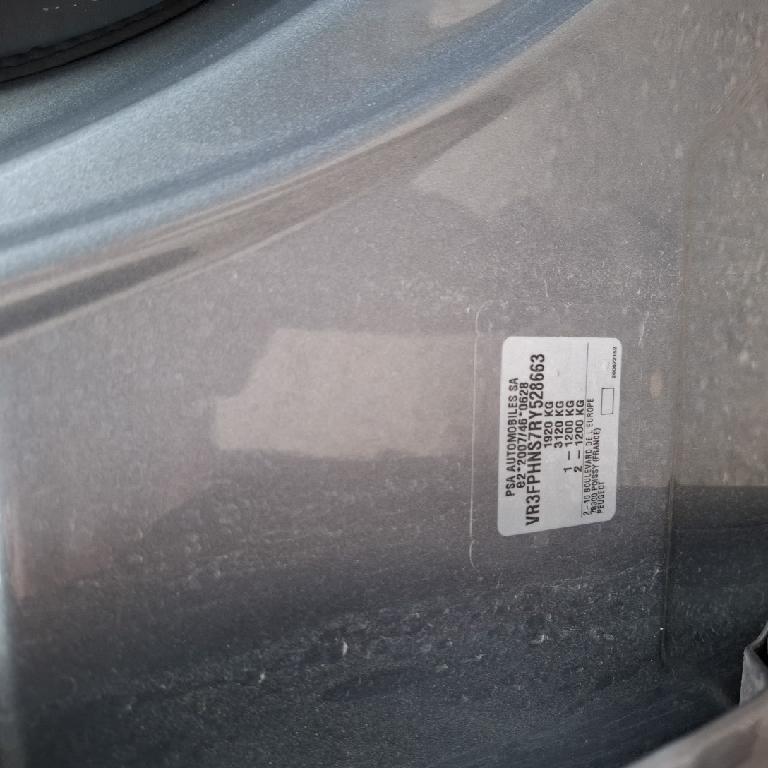 PSA AUTOMOBILES SA
e2*2007/46*0628
VR3FPHNS7RY528663
1920 KG
3120 KG
1 – 1200 KG
2 – 1200 KG
2 – 10 BOULEVARD DE L'EUROPE
78300 POISSY (FRANCE)
PEUGEOT